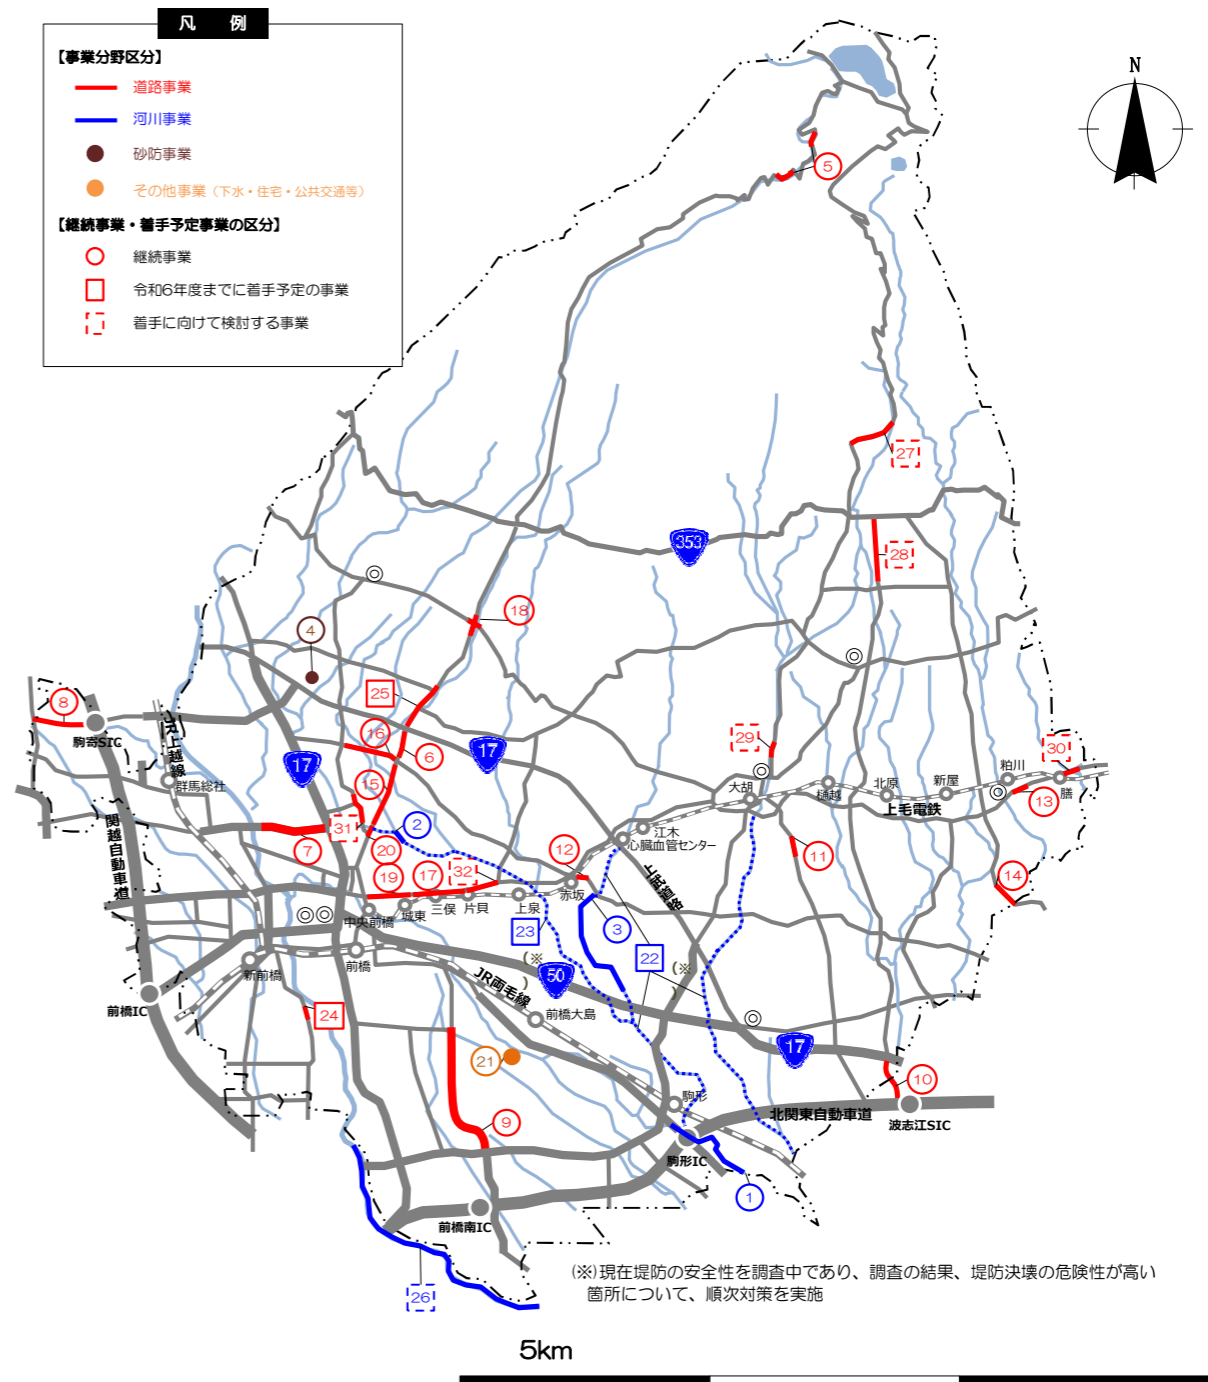 凡　例
【事業分野区分】
道路事業
河川事業
砂防事業
その他事業（下水・住宅・公共交通等）
【継続事業・着手予定事業の区分】
継続事業
令和6年度までに着手予定の事業
着手に向けて検討する事業
N
5
27
353
28
18
4
25
8
駒寄SIC
16
6
17
17
29
30
JR上越線
群馬総社
15
大胡
樋越
北原
新屋
粕川
膳
上毛電鉄
13
関越自動車道
31
2
7
20
江木
心臓血管センター
11
12
19
17
32
赤坂
上武道路
14
中央前橋
城東
三俣
片貝
上泉
23
3
22
(※
)
(※
)
50
新前橋
前橋
JR両毛線
前橋IC
24
前橋大島
17
21
10
駒形
北関東自動車道
波志江SIC
9
駒形IC
1
前橋南IC
26
(※)現在堤防の安全性を調査中であり、調査の結果、堤防決壊の危険性が高い
箇所について、順次対策を実施
5km